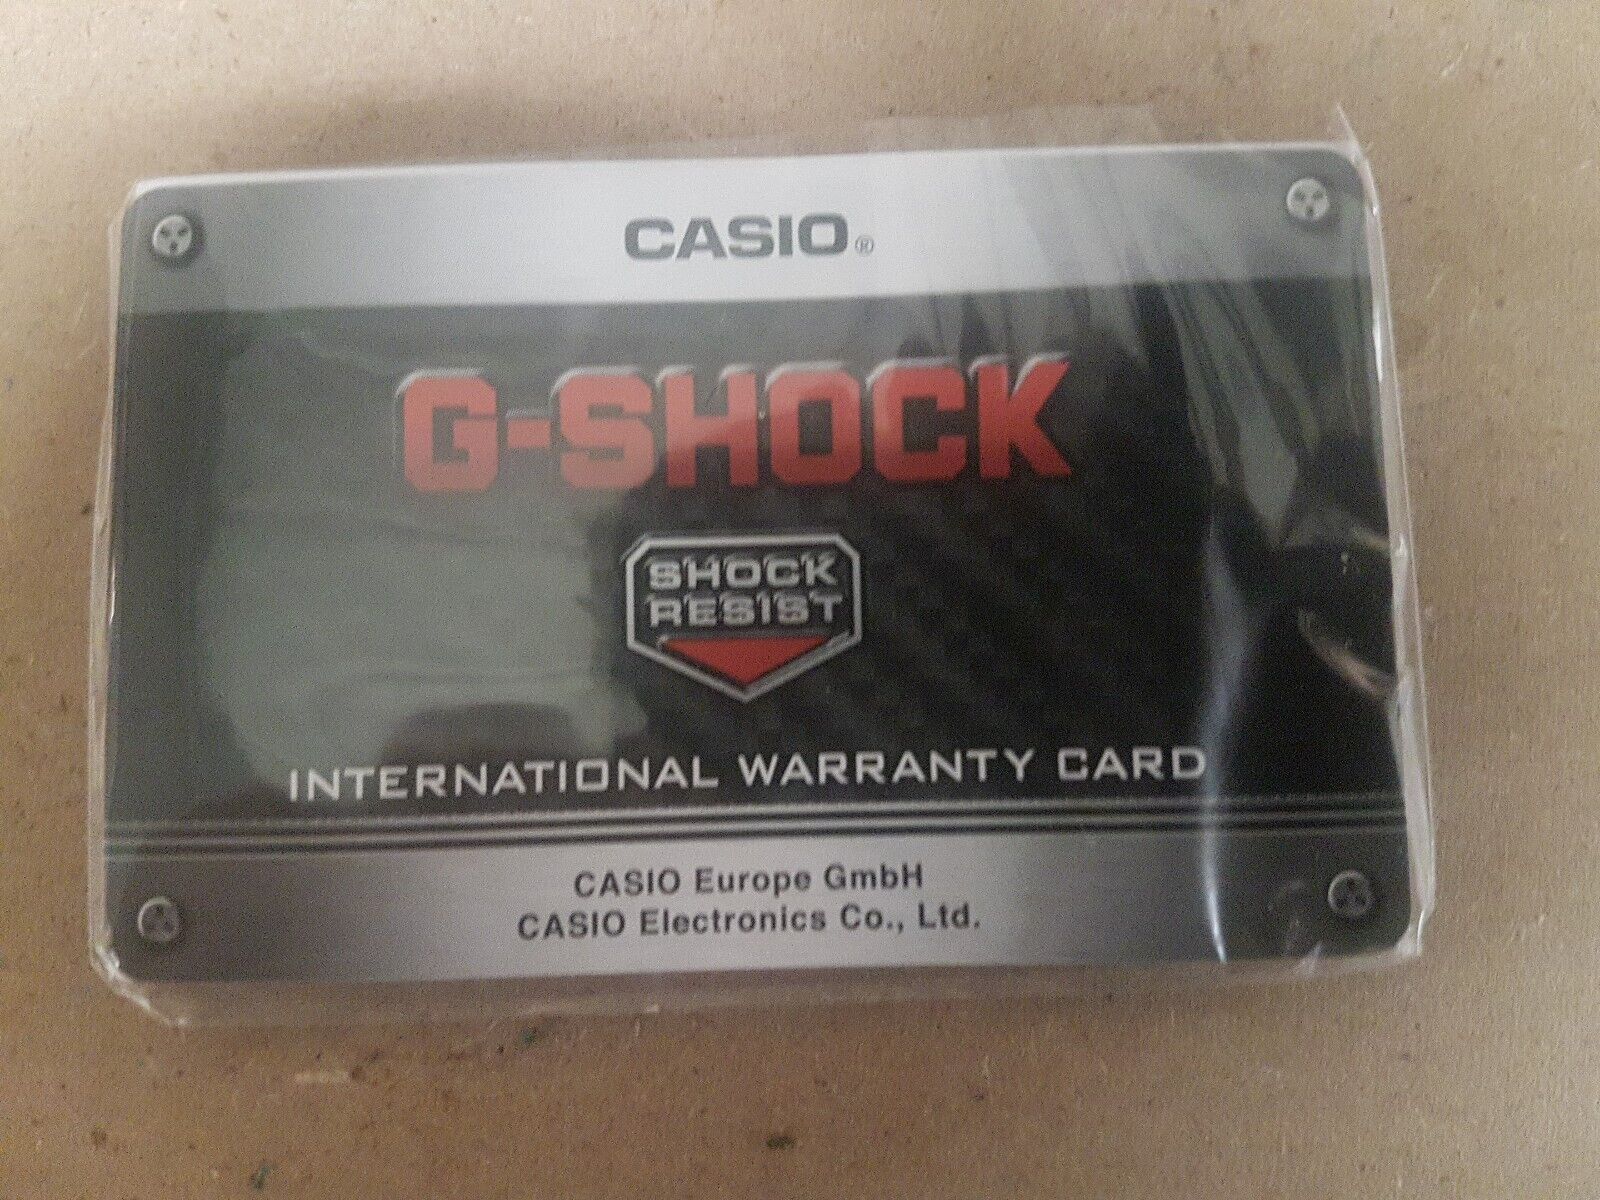 CASIO®
G-SHOCK
SHOCK
RESIST
INTERNATIONAL WARRANTY CARD
CASIO Europe GmbH
CASIO Electronics Co., Ltd.